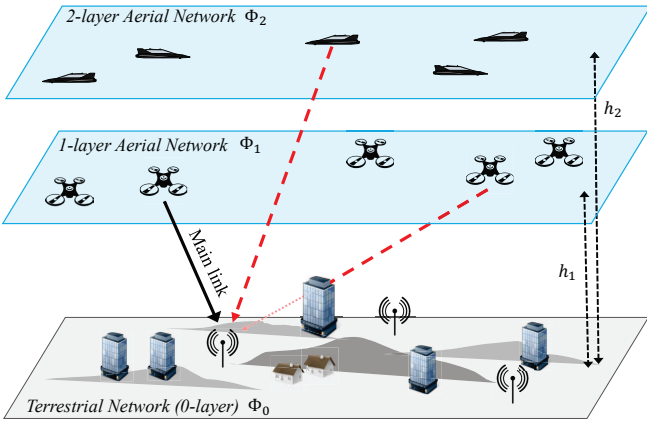 2-layer Aerial Network Φ₂
1-layer Aerial Network Φ₁
h₂
h₁
Main link
Terrestrial Network (0-layer) Φ₀